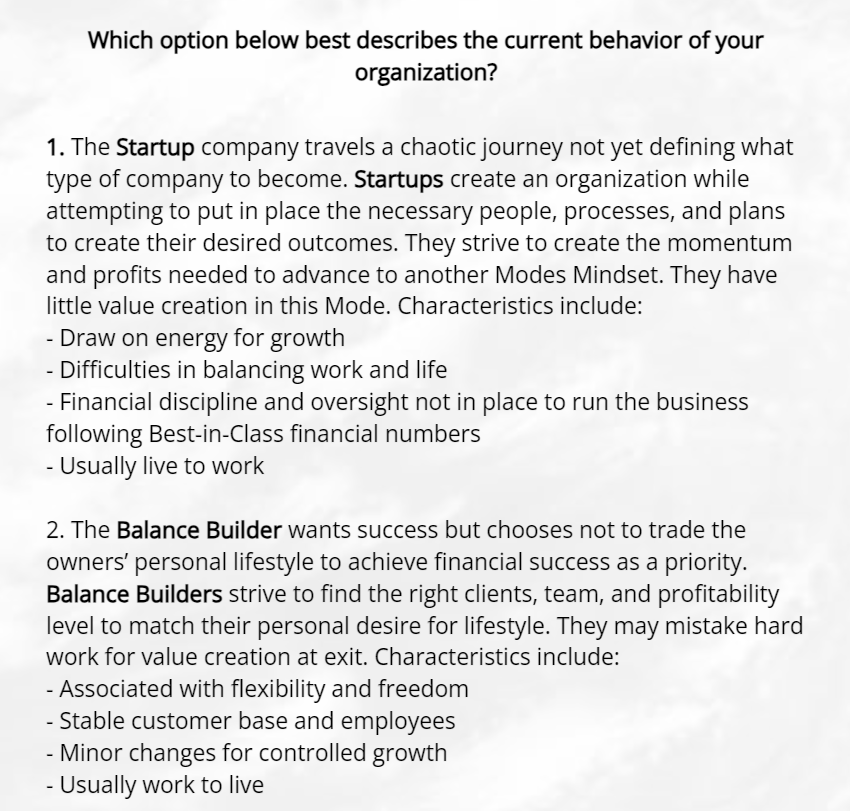 Which option below best describes the current behavior of your
organization?
1. The Startup company travels a chaotic journey not yet defining what
type of company to become. Startups create an organization while
attempting to put in place the necessary people, processes, and plans
to create their desired outcomes. They strive to create the momentum
and profits needed to advance to another Modes Mindset. They have
little value creation in this Mode. Characteristics include:
- Draw on energy for growth
- Difficulties in balancing work and life
- Financial discipline and oversight not in place to run the business
following Best-in-Class financial numbers
- Usually live to work
2. The Balance Builder wants success but chooses not to trade the
owners’ personal lifestyle to achieve financial success as a priority.
Balance Builders strive to find the right clients, team, and profitability
level to match their personal desire for lifestyle. They may mistake hard
work for value creation at exit. Characteristics include:
- Associated with flexibility and freedom
- Stable customer base and employees
- Minor changes for controlled growth
- Usually work to live